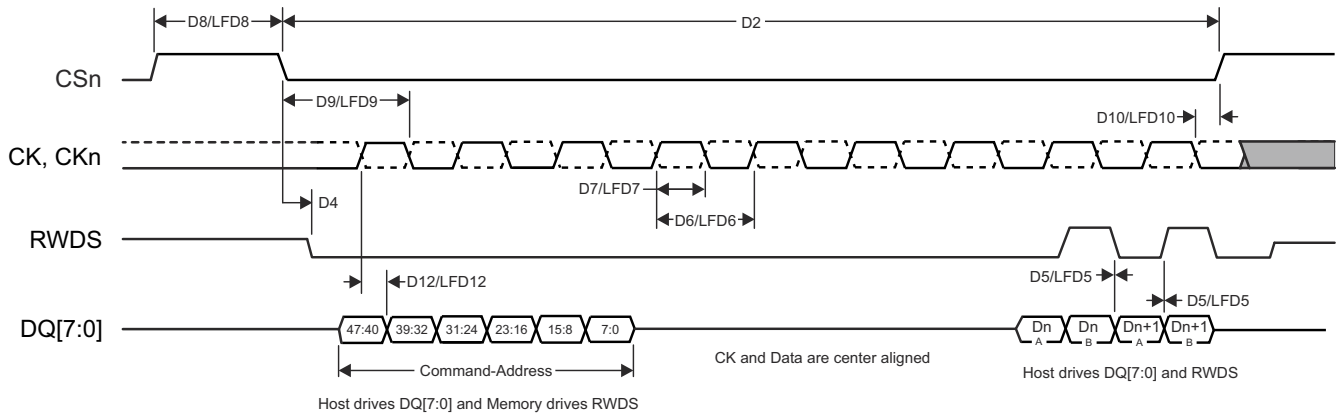 D8/LFD8
D2
CSn
D9/LFD9
D10/LFD10
CK, CKn
D7/LFD7
D4
D6/LFD6
RWDS
D12/LFD12
D5/LFD5
D5/LFD5
DQ[7:0]
47:40 39:32 31:24 23:16 15:8 7:0
Dn A Dn B Dn+1 A Dn+1 B
Command-Address
CK and Data are center aligned
Host drives DQ[7:0] and RWDS
Host drives DQ[7:0] and Memory drives RWDS